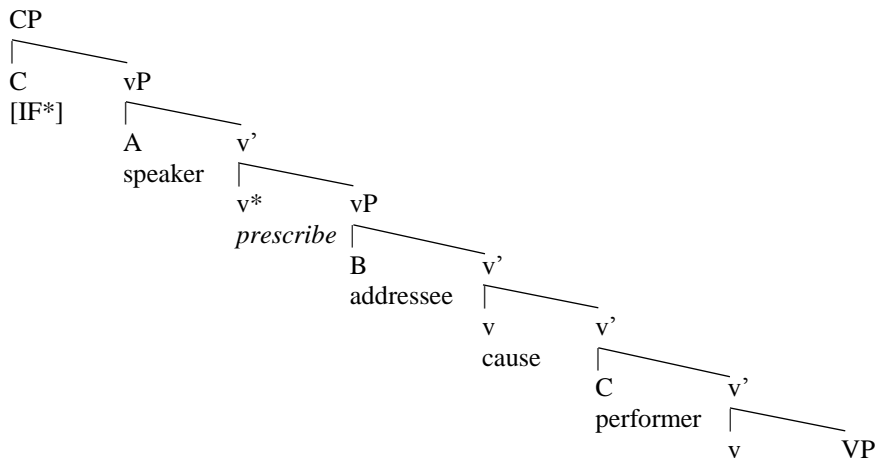 CP
C vP
[IF*]
A v’
speaker
v* vP
prescribe
B v’
addressee
v v’
cause
C v’
performer
v VP